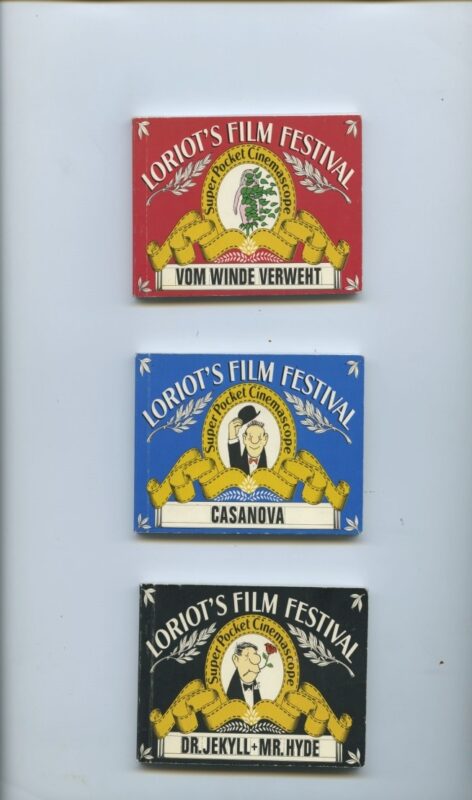 LORIOT'S FILM FESTIVAL
Super Pocket Cinemascope
VOM WINDE VERWEHT
LORIOT'S FILM FESTIVAL
Super Pocket Cinemascope
CASANOVA
LORIOT'S FILM FESTIVAL
Super Pocket Cinemascope
DR. JEKYLL + MR. HYDE